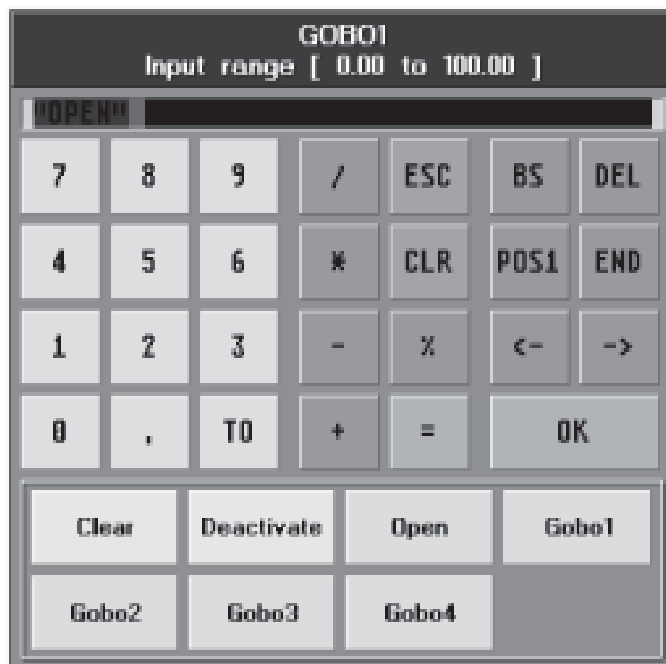 GOBO1
Input range [ 0.00 to 100.00 ]
"OPEN"
7 8 9 / ESC BS DEL
4 5 6 * CLR POS1 END
1 2 3 - % <- ->
0 . TO + = OK
Clear Deactivate Open Gobo1
Gobo2 Gobo3 Gobo4